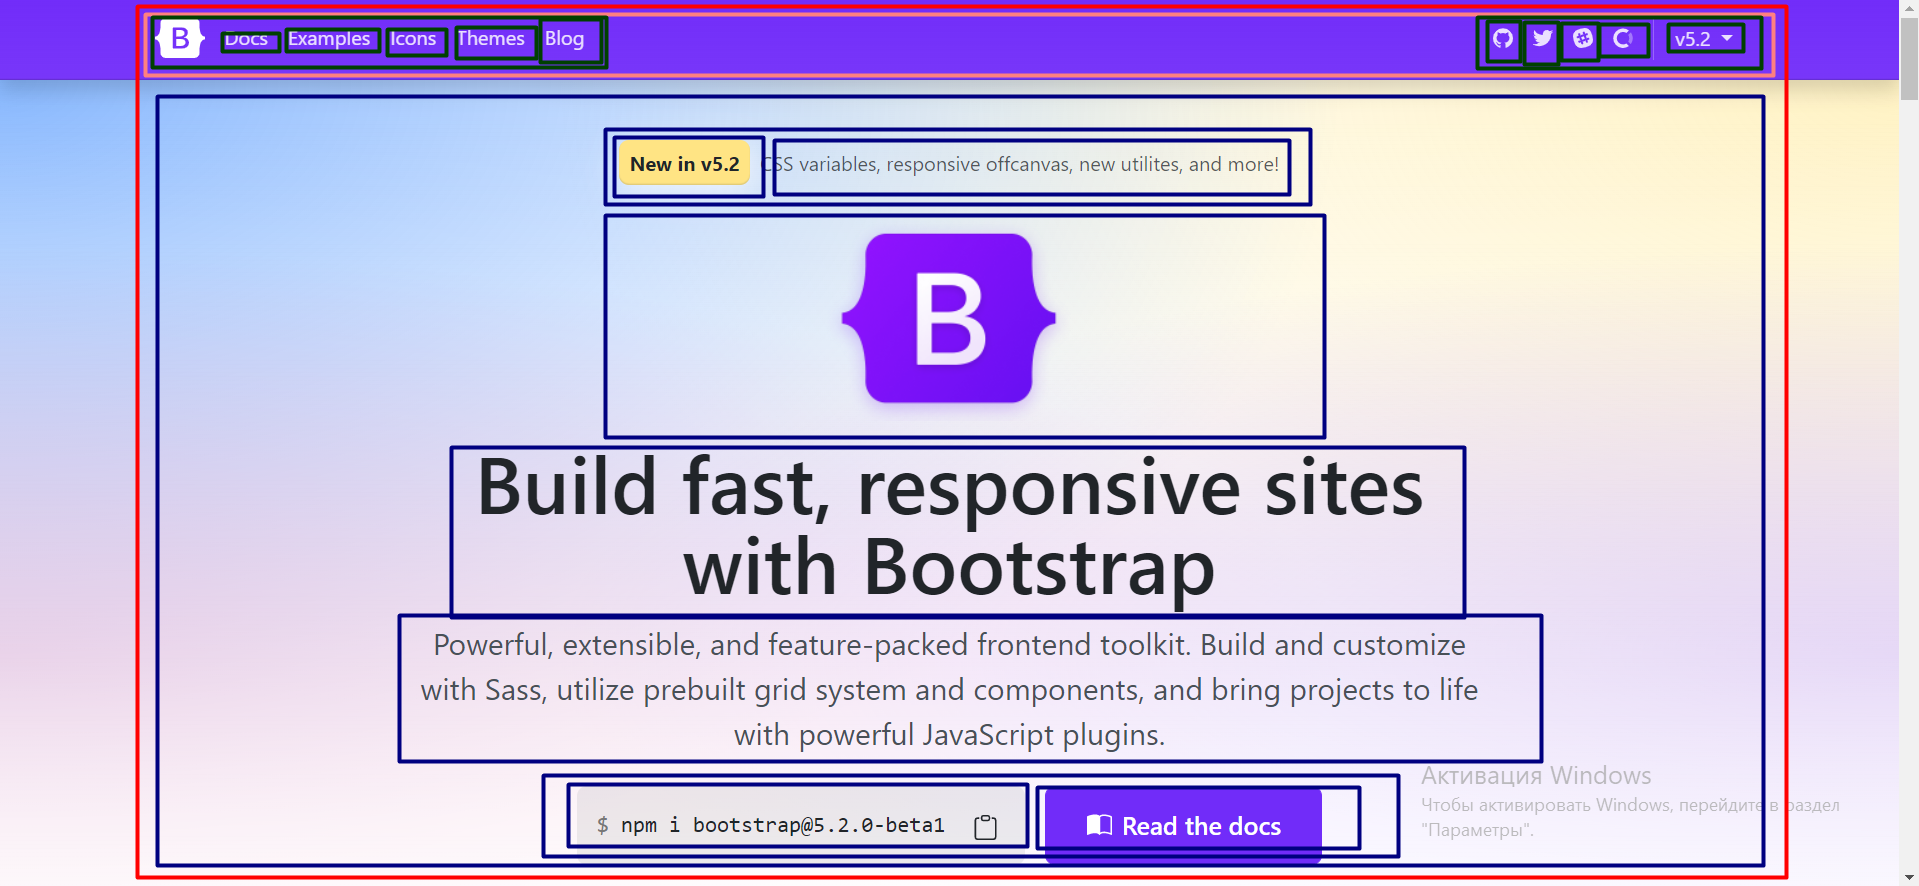 B Docs Examples Icons Themes Blog v5.2
New in v5.2 CSS variables, responsive offcanvas, new utilites, and more!
B
Build fast, responsive sites
with Bootstrap
Powerful, extensible, and feature-packed frontend toolkit. Build and customize
with Sass, utilize prebuilt grid system and components, and bring projects to life
with powerful JavaScript plugins.
$ npm i bootstrap@5.2.0-beta1 Read the docs
Активация Windows
Чтобы активировать Windows, перейдите в раздел
"Параметры".